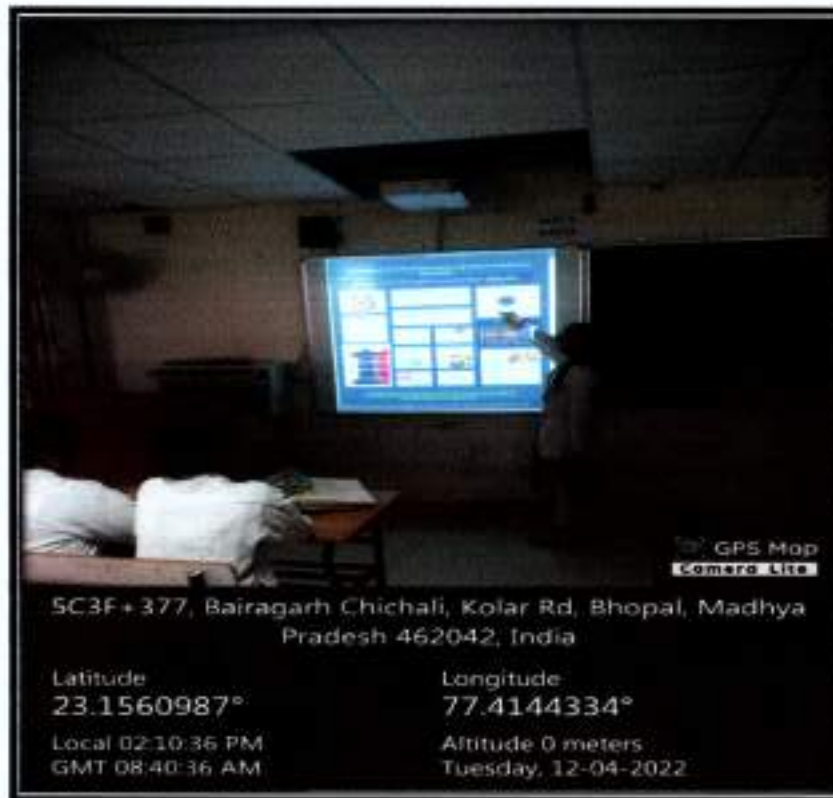 GPS Map
Camera Lite
5C3F+377, Bairagarh Chichali, Kolar Rd, Bhopal, Madhya
Pradesh 462042, India
Latitude
23.1560987°
Longitude
77.4144334°
Local 02:10:36 PM
GMT 08:40:36 AM
Altitude 0 meters
Tuesday, 12-04-2022